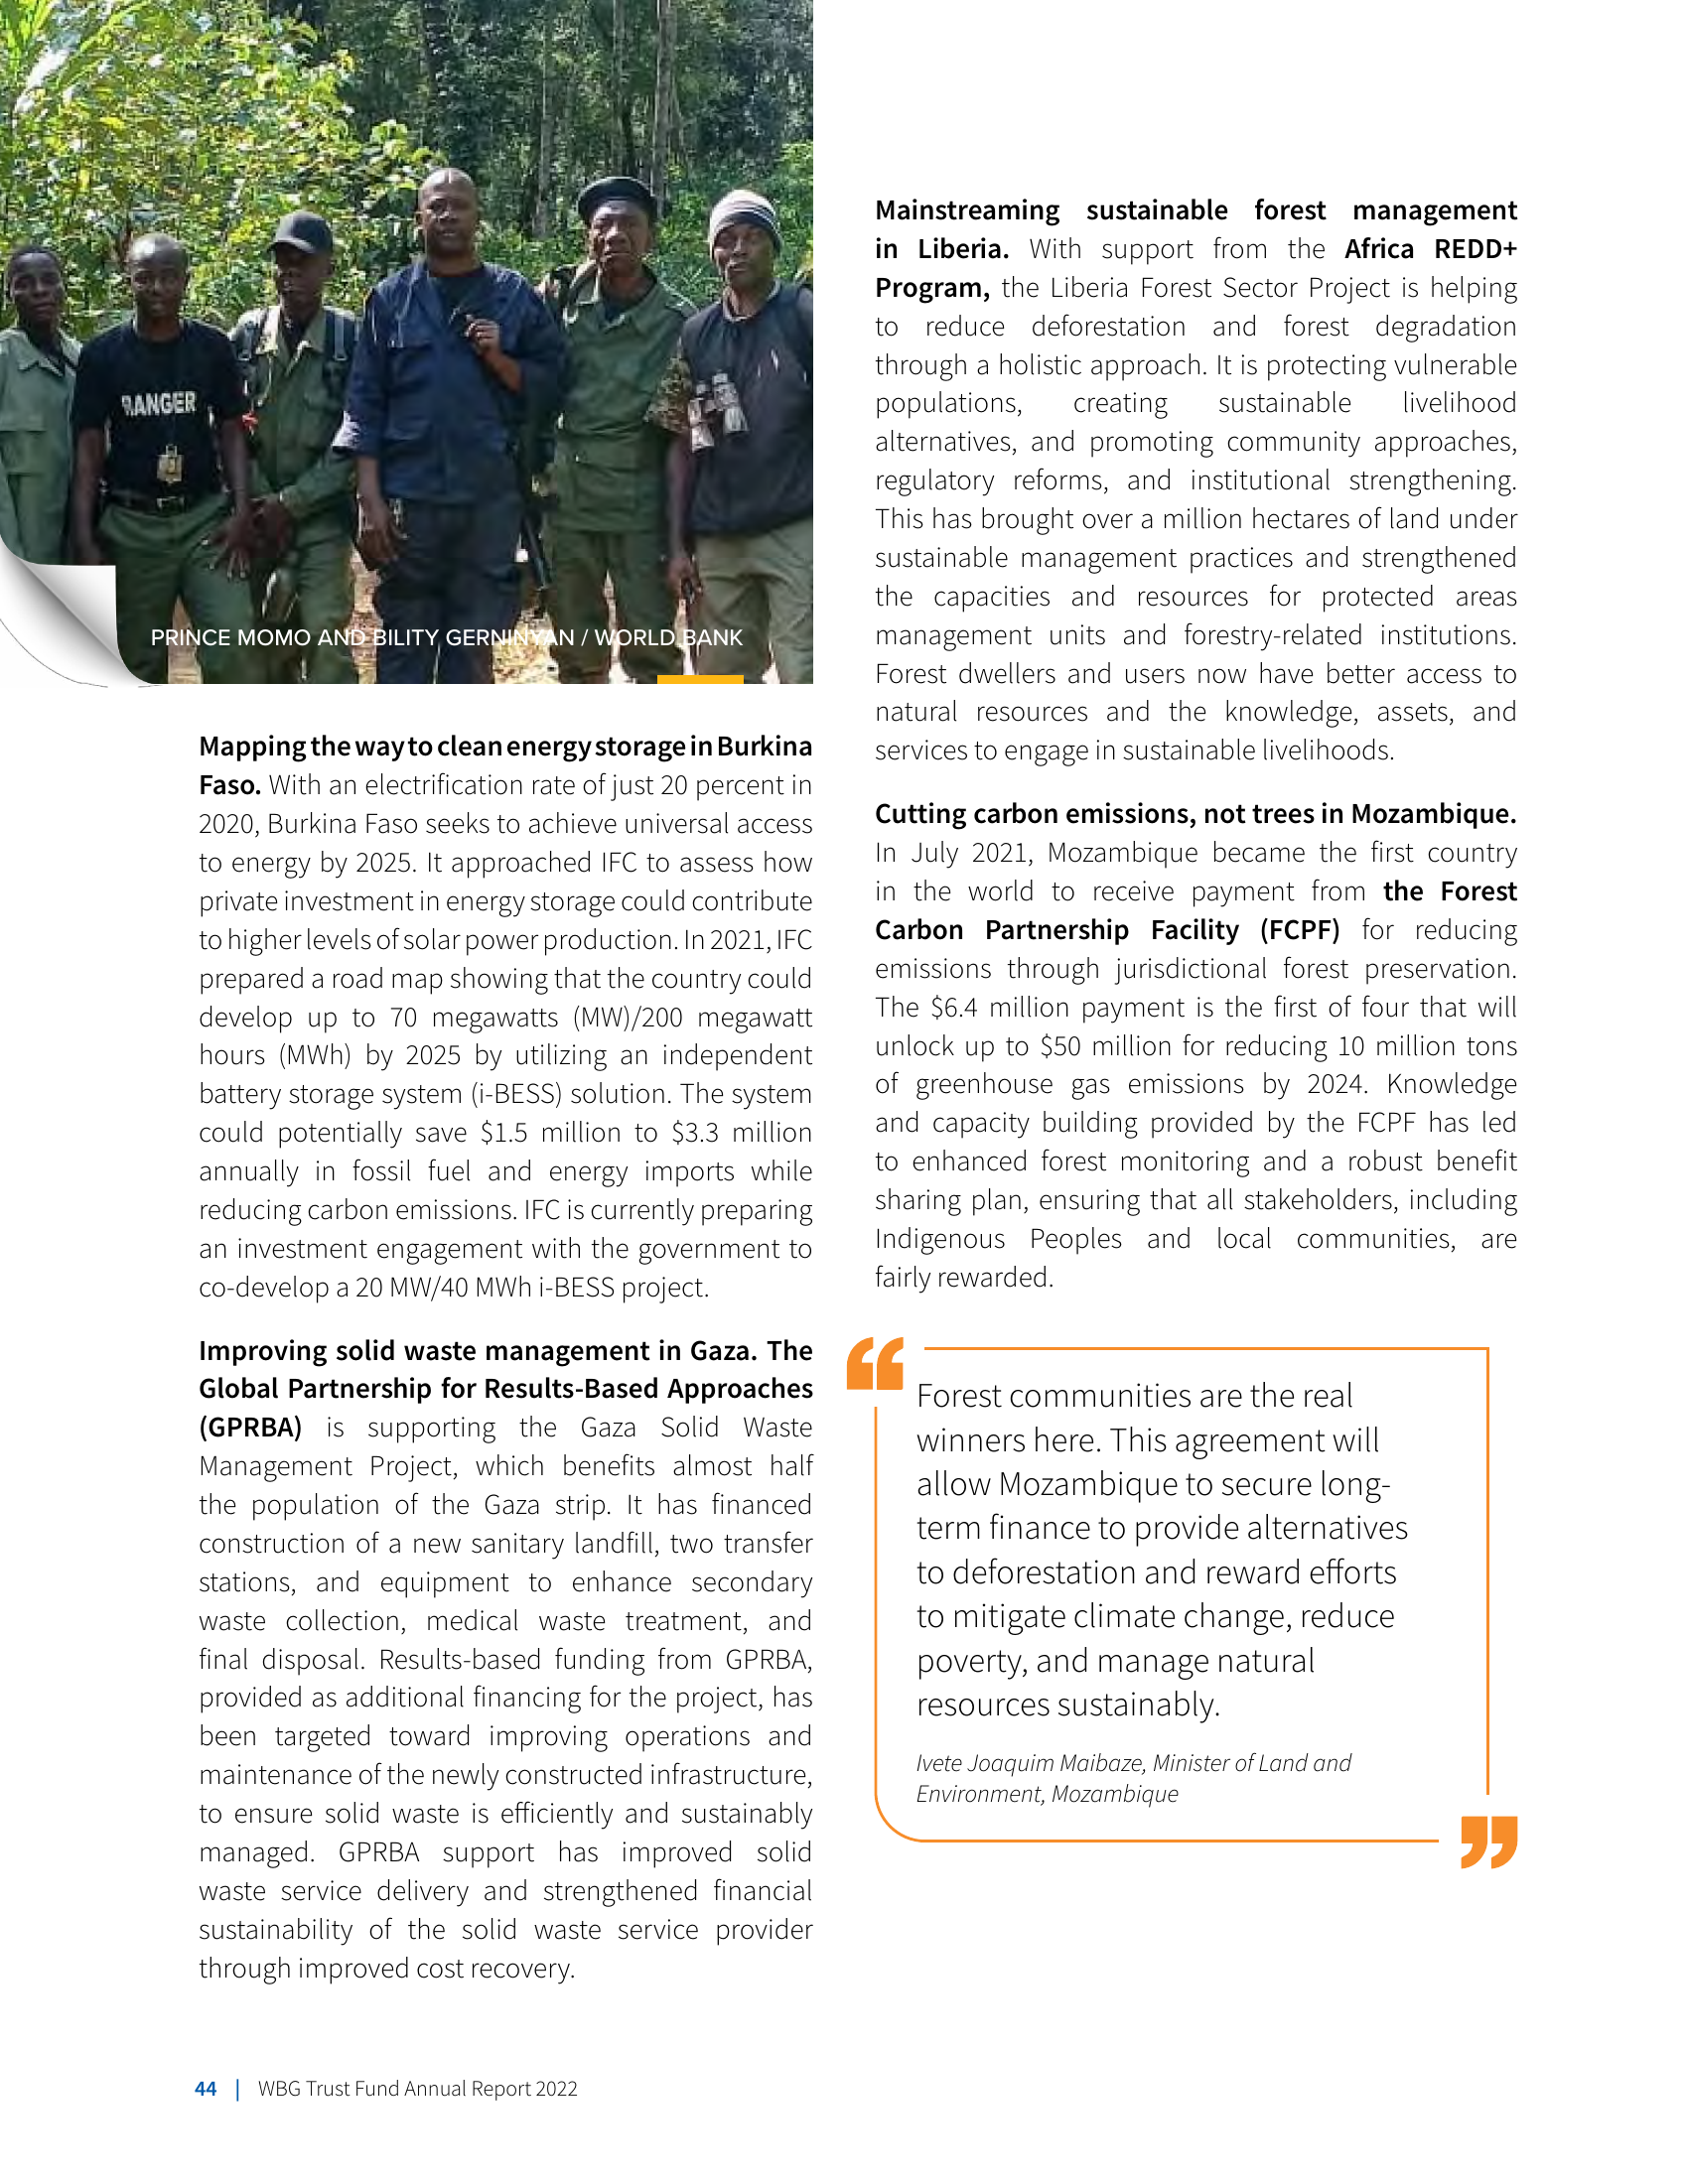 RANGER
PRINCE MOMO AND BILITY GERNINYAN / WORLD BANK
Mapping the way to clean energy storage in Burkina
Faso. With an electrification rate of just 20 percent in
2020, Burkina Faso seeks to achieve universal access
to energy by 2025. It approached IFC to assess how
private investment in energy storage could contribute
to higher levels of solar power production. In 2021, IFC
prepared a road map showing that the country could
develop up to 70 megawatts (MW)/200 megawatt
hours (MWh) by 2025 by utilizing an independent
battery storage system (i-BESS) solution. The system
could potentially save $1.5 million to $3.3 million
annually in fossil fuel and energy imports while
reducing carbon emissions. IFC is currently preparing
an investment engagement with the government to
co-develop a 20 MW/40 MWh i-BESS project.
Improving solid waste management in Gaza. The
Global Partnership for Results-Based Approaches
(GPRBA) is supporting the Gaza Solid Waste
Management Project, which benefits almost half
the population of the Gaza strip. It has financed
construction of a new sanitary landfill, two transfer
stations, and equipment to enhance secondary
waste collection, medical waste treatment, and
final disposal. Results-based funding from GPRBA,
provided as additional financing for the project, has
been targeted toward improving operations and
maintenance of the newly constructed infrastructure,
to ensure solid waste is efficiently and sustainably
managed. GPRBA support has improved solid
waste service delivery and strengthened financial
sustainability of the solid waste service provider
through improved cost recovery.
Mainstreaming sustainable forest management
in Liberia. With support from the Africa REDD+
Program, the Liberia Forest Sector Project is helping
to reduce deforestation and forest degradation
through a holistic approach. It is protecting vulnerable
populations, creating sustainable livelihood
alternatives, and promoting community approaches,
regulatory reforms, and institutional strengthening.
This has brought over a million hectares of land under
sustainable management practices and strengthened
the capacities and resources for protected areas
management units and forestry-related institutions.
Forest dwellers and users now have better access to
natural resources and the knowledge, assets, and
services to engage in sustainable livelihoods.
Cutting carbon emissions, not trees in Mozambique.
In July 2021, Mozambique became the first country
in the world to receive payment from the Forest
Carbon Partnership Facility (FCPF) for reducing
emissions through jurisdictional forest preservation.
The $6.4 million payment is the first of four that will
unlock up to $50 million for reducing 10 million tons
of greenhouse gas emissions by 2024. Knowledge
and capacity building provided by the FCPF has led
to enhanced forest monitoring and a robust benefit
sharing plan, ensuring that all stakeholders, including
Indigenous Peoples and local communities, are
fairly rewarded.
“
Forest communities are the real
winners here. This agreement will
allow Mozambique to secure long-
term finance to provide alternatives
to deforestation and reward efforts
to mitigate climate change, reduce
poverty, and manage natural
resources sustainably.
Ivete Joaquim Maibaze, Minister of Land and
Environment, Mozambique
”
44 | WBG Trust Fund Annual Report 2022